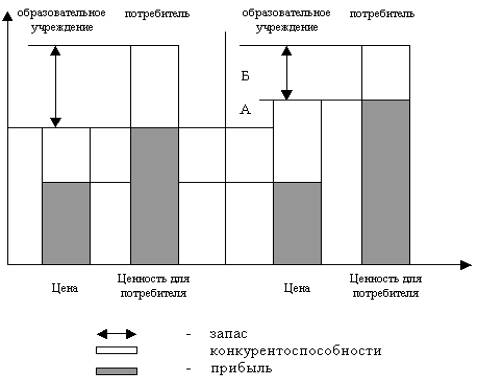 образовательное учреждение
потребитель
образовательное учреждение
потребитель
Б
А
Цена
Ценность для потребителя
Цена
Ценность для потребителя
- запас
конкурентоспособности
- прибыль